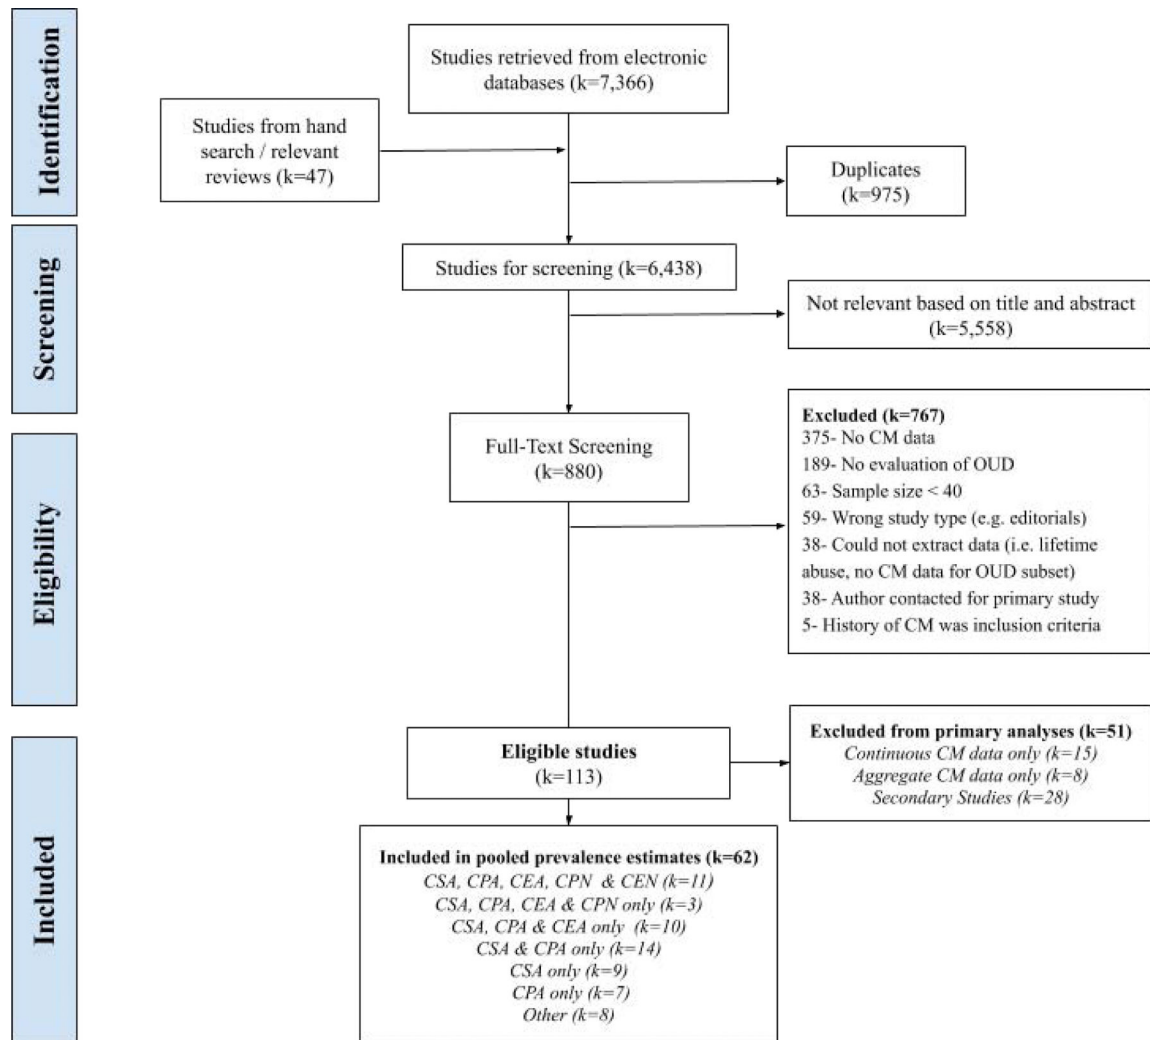 Identification
Studies retrieved from electronic
databases (k=7,366)
Studies from hand
search / relevant
reviews (k=47)
Duplicates
(k=975)
Screening
Studies for screening (k=6,438)
Not relevant based on title and abstract
(k=5,558)
Eligibility
Full-Text Screening
(k=880)
Excluded (k=767)
375- No CM data
189- No evaluation of OUD
63- Sample size < 40
59- Wrong study type (e.g. editorials)
38- Could not extract data (i.e. lifetime
abuse, no CM data for OUD subset)
38- Author contacted for primary study
5- History of CM was inclusion criteria
Included
Eligible studies
(k=113)
Excluded from primary analyses (k=51)
Continuous CM data only (k=15)
Aggregate CM data only (k=8)
Secondary Studies (k=28)
Included in pooled prevalence estimates (k=62)
CSA, CPA, CEA, CPN & CEN (k=11)
CSA, CPA, CEA & CPN only (k=3)
CSA, CPA & CEA only (k=10)
CSA & CPA only (k=14)
CSA only (k=9)
CPA only (k=7)
Other (k=8)